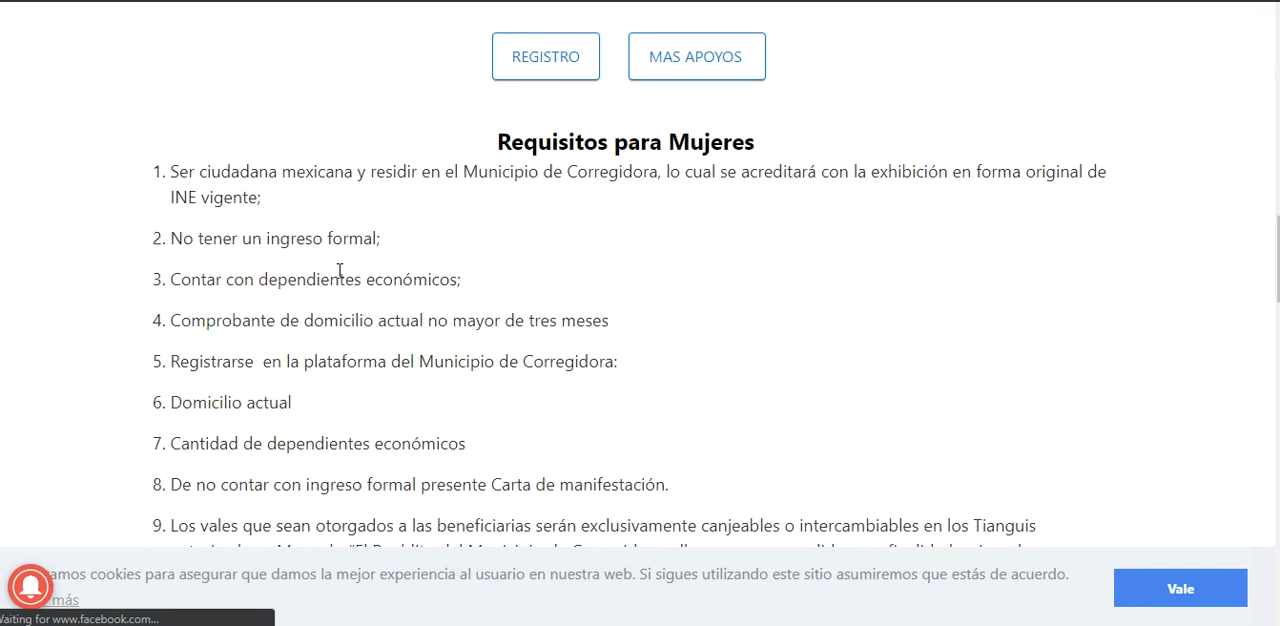 REGISTRO
MAS APOYOS
Requisitos para Mujeres
1. Ser ciudadana mexicana y residir en el Municipio de Corregidora, lo cual se acreditará con la exhibición en forma original de
INE vigente;
2. No tener un ingreso formal;
3. Contar con dependientes económicos;
4. Comprobante de domicilio actual no mayor de tres meses
5. Registrarse  en la plataforma del Municipio de Corregidora:
6. Domicilio actual
7. Cantidad de dependientes económicos
8. De no contar con ingreso formal presente Carta de manifestación.
9. Los vales que sean otorgados a las beneficiarias serán exclusivamente canjeables o intercambiables en los Tianguis
cookies para asegurar que damos la mejor experiencia al usuario en nuestra web. Si sigues utilizando este sitio asumiremos que estás de acuerdo.
más
Vale
for www.facebook.com...